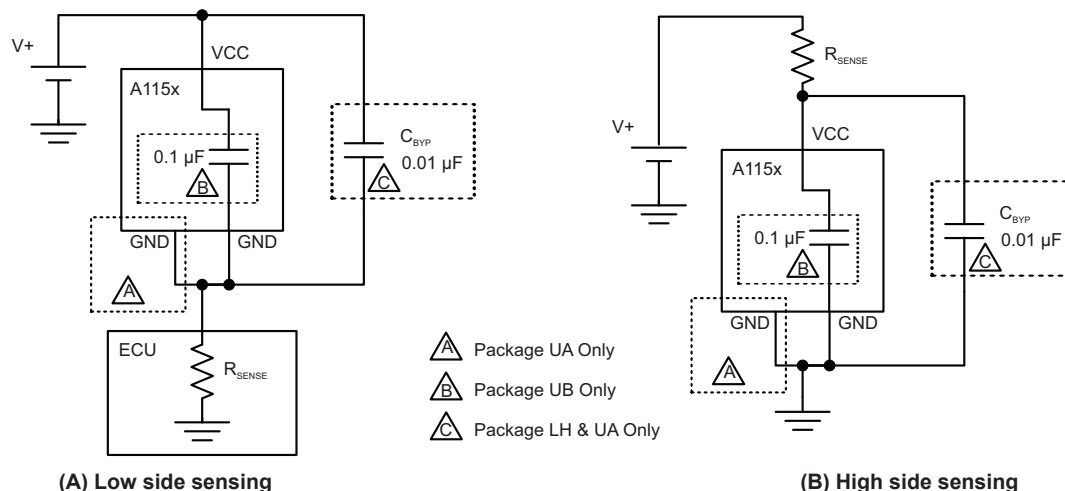 V+
VCC
A115x
0.1 µF
B
C_BYP
0.01 µF
C
GND
GND
A
ECU
R_SENSE
(A) Low side sensing
A Package UA Only
B Package UB Only
C Package LH & UA Only
R_SENSE
V+
VCC
A115x
0.1 µF
B
C_BYP
0.01 µF
C
GND
GND
A
(B) High side sensing